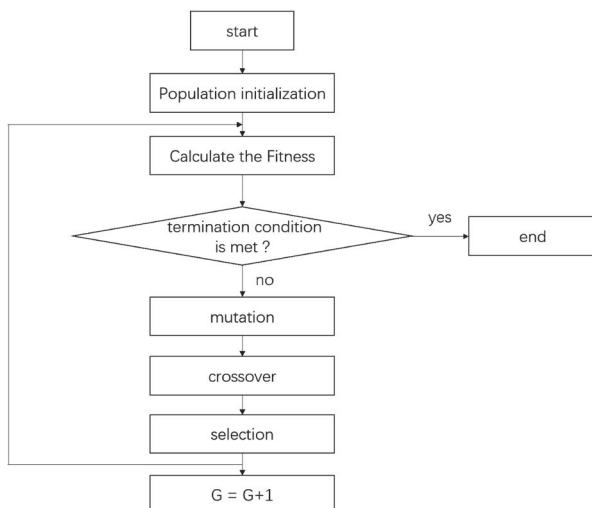 start
Population initialization
Calculate the Fitness
termination condition
is met ?
yes
end
no
mutation
crossover
selection
G = G+1